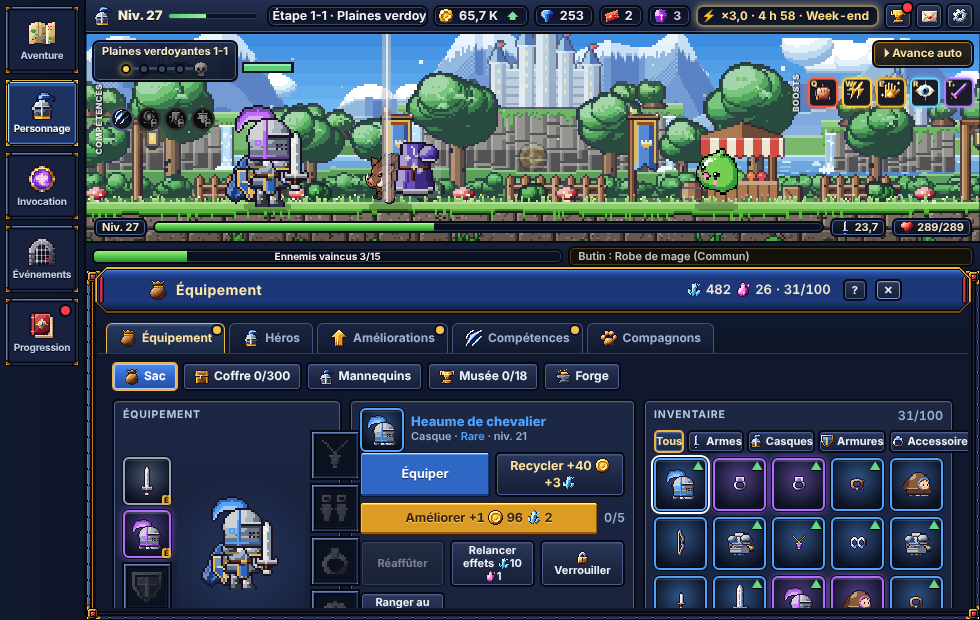 Niv. 27
Étape 1-1 · Plaines verdoy
65,7 K
253
2
3
×3,0 · 4 h 58 · Week-end
Aventure
Personnage
Invocation
Événements
Progression
Plaines verdoyantes 1-1
Avance auto
COMPÉTENCES
BOOSTS
Niv. 27
23,7
289/289
Ennemis vaincus 3/15
Butin : Robe de mage (Commun)
Équipement
482
26 · 31/100
?
×
Équipement
Héros
Améliorations
Compétences
Compagnons
Sac
Coffre 0/300
Mannequins
Musée 0/18
Forge
ÉQUIPEMENT
E
E
Heaume de chevalier
Casque · Rare · niv. 21
Équiper
Recycler +40
+3
Améliorer +1 96 2
0/5
Réaffûter
Relancer
effets 10
1
Verrouiller
Ranger au
INVENTAIRE
31/100
Tous
Armes
Casques
Armures
Accessoire